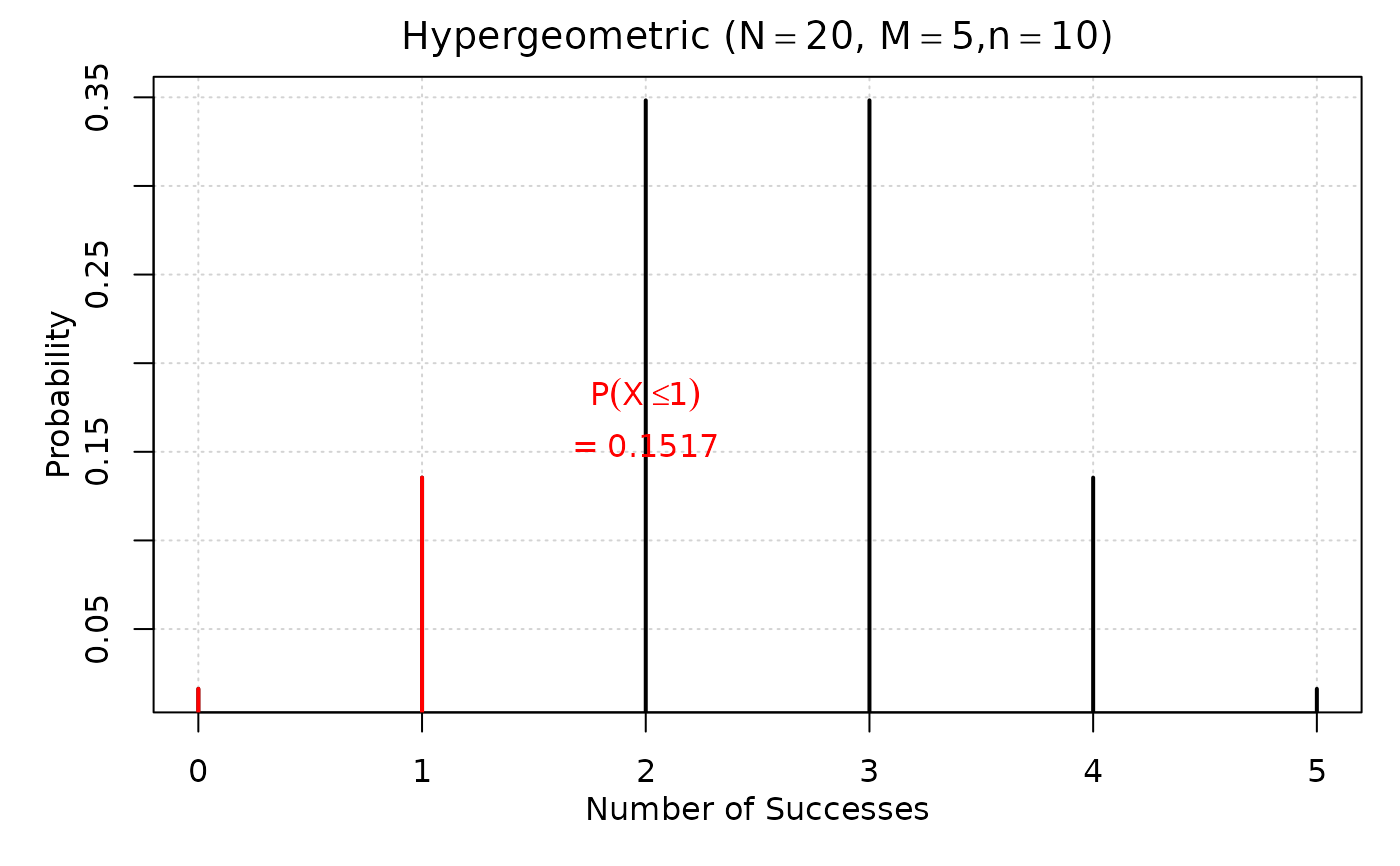 Hypergeometric (N = 20, M = 5,n = 10)
Probability
0.35
0.25
0.15
0.05
P(X ≤1)
= 0.1517
0 1 2 3 4 5
Number of Successes